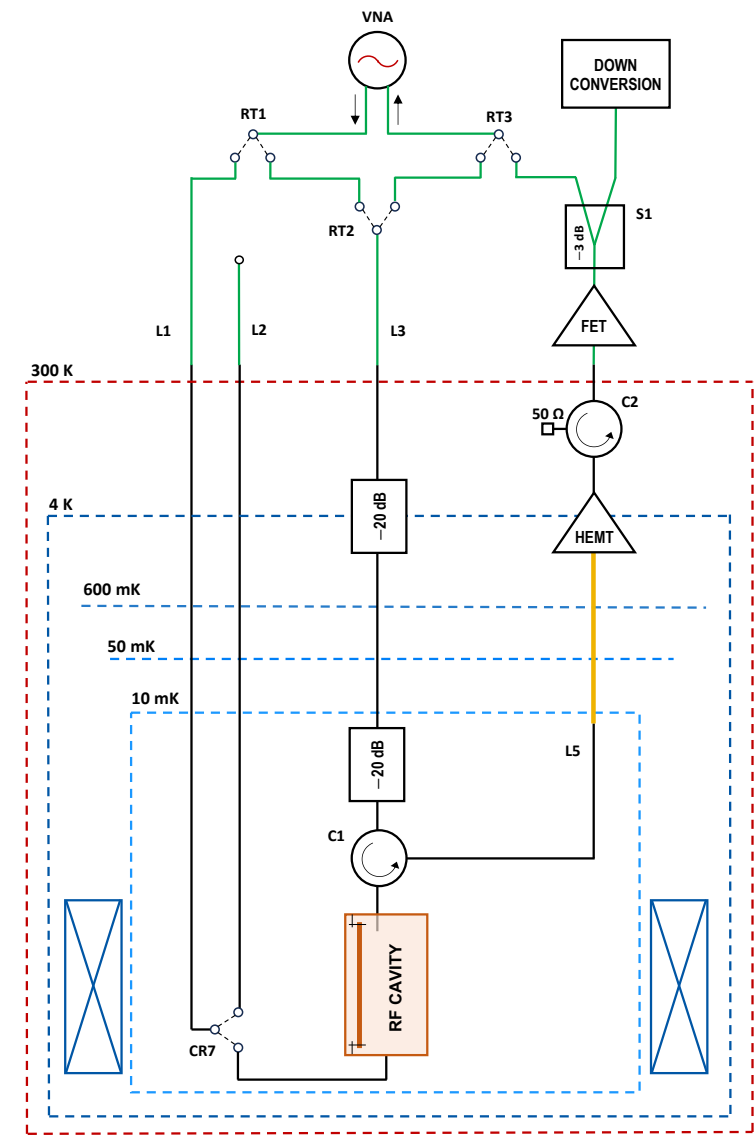 VNA
DOWN
CONVERSION
RT1
RT3
S1
−3 dB
RT2
FET
L1
L2
L3
300 K
C2
50 Ω
−20 dB
4 K
HEMT
600 mK
50 mK
10 mK
L5
−20 dB
C1
RF CAVITY
CR7